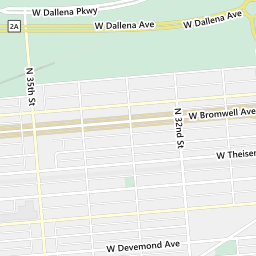 W Dallena Pkwy
W Dallena Ave
W Dallena Ave
2A
N 35th St
N 32nd St
W Bromwell Ave
W Theisen
W Devemond Ave